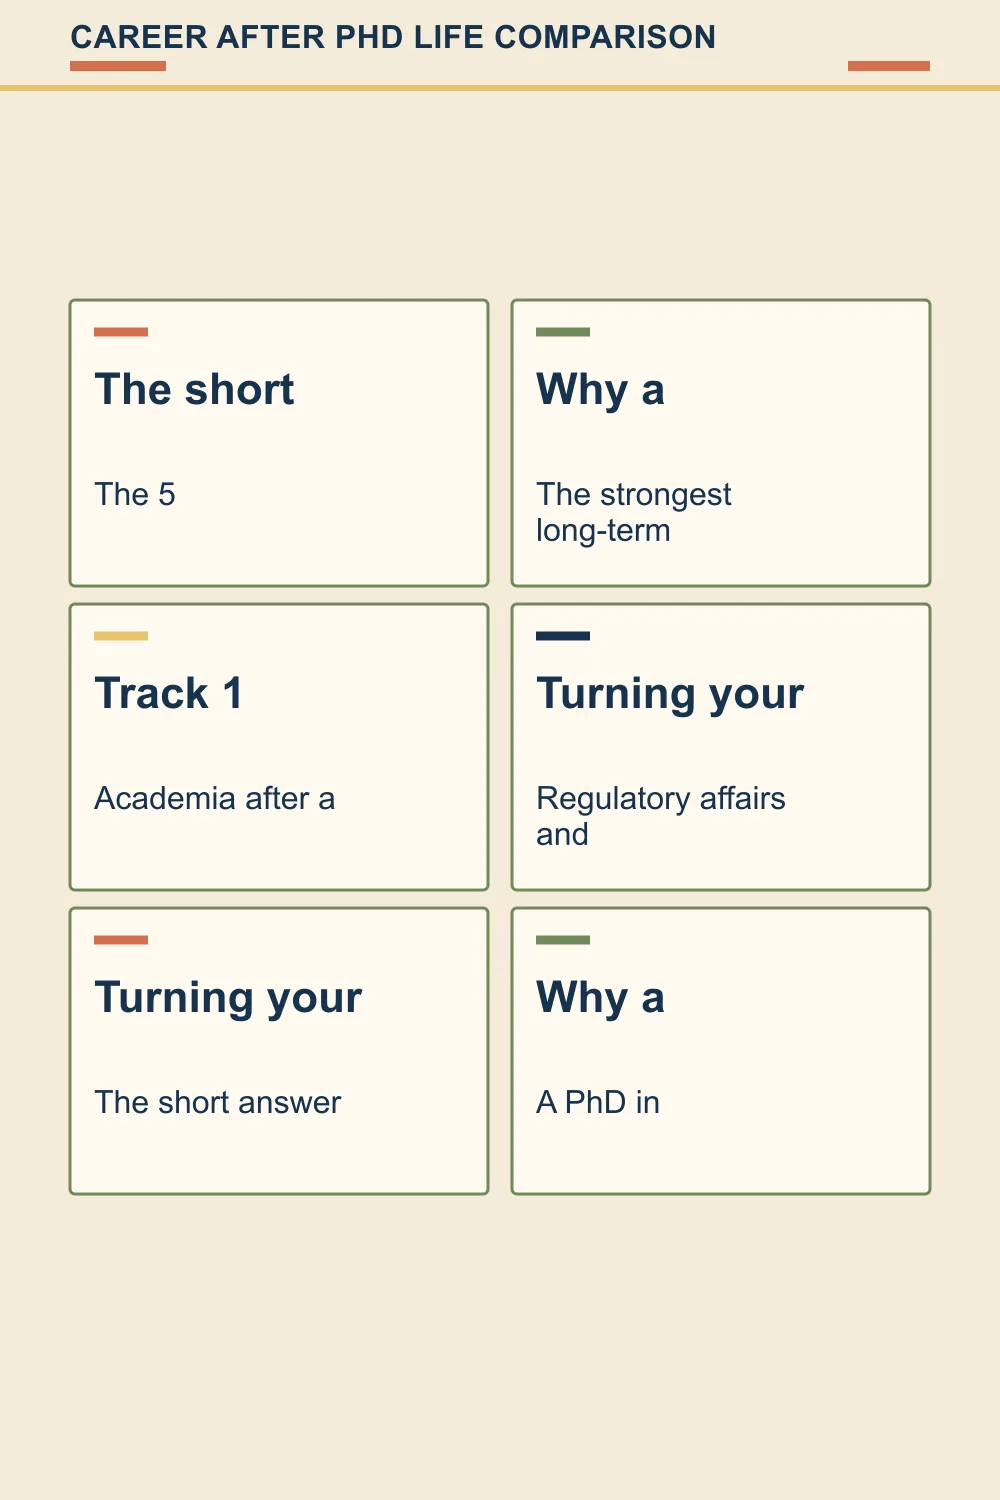 CAREER AFTER PHD LIFE COMPARISON
The short
The 5
Why a
The strongest
long-term
Track 1
Academia after a
Turning your
Regulatory affairs
and
Turning your
The short answer
Why a
A PhD in